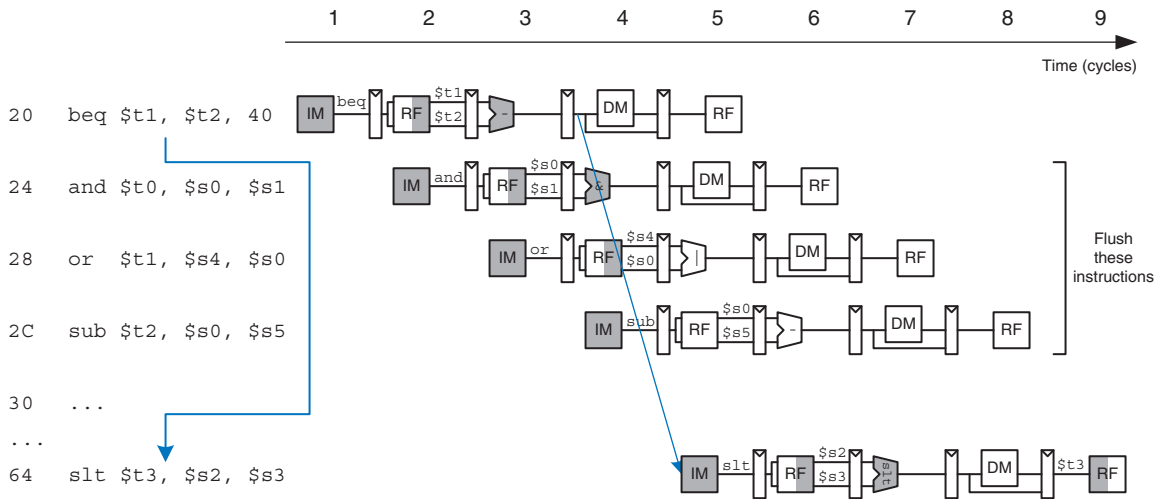 1 2 3 4 5 6 7 8 9
Time (cycles)
20 beq $t1, $t2, 40 IM beq RF $t1 $t2 - DM RF
24 and $t0, $s0, $s1 IM and RF $s0 $s1 & DM RF
28 or $t1, $s4, $s0 IM or RF $s4 $s0 | DM RF
Flush
these
instructions
2C sub $t2, $s0, $s5 IM sub RF $s0 $s5 - DM RF
30 ...
...
64 slt $t3, $s2, $s3 IM slt RF $s2 $s3 slt DM $t3 RF